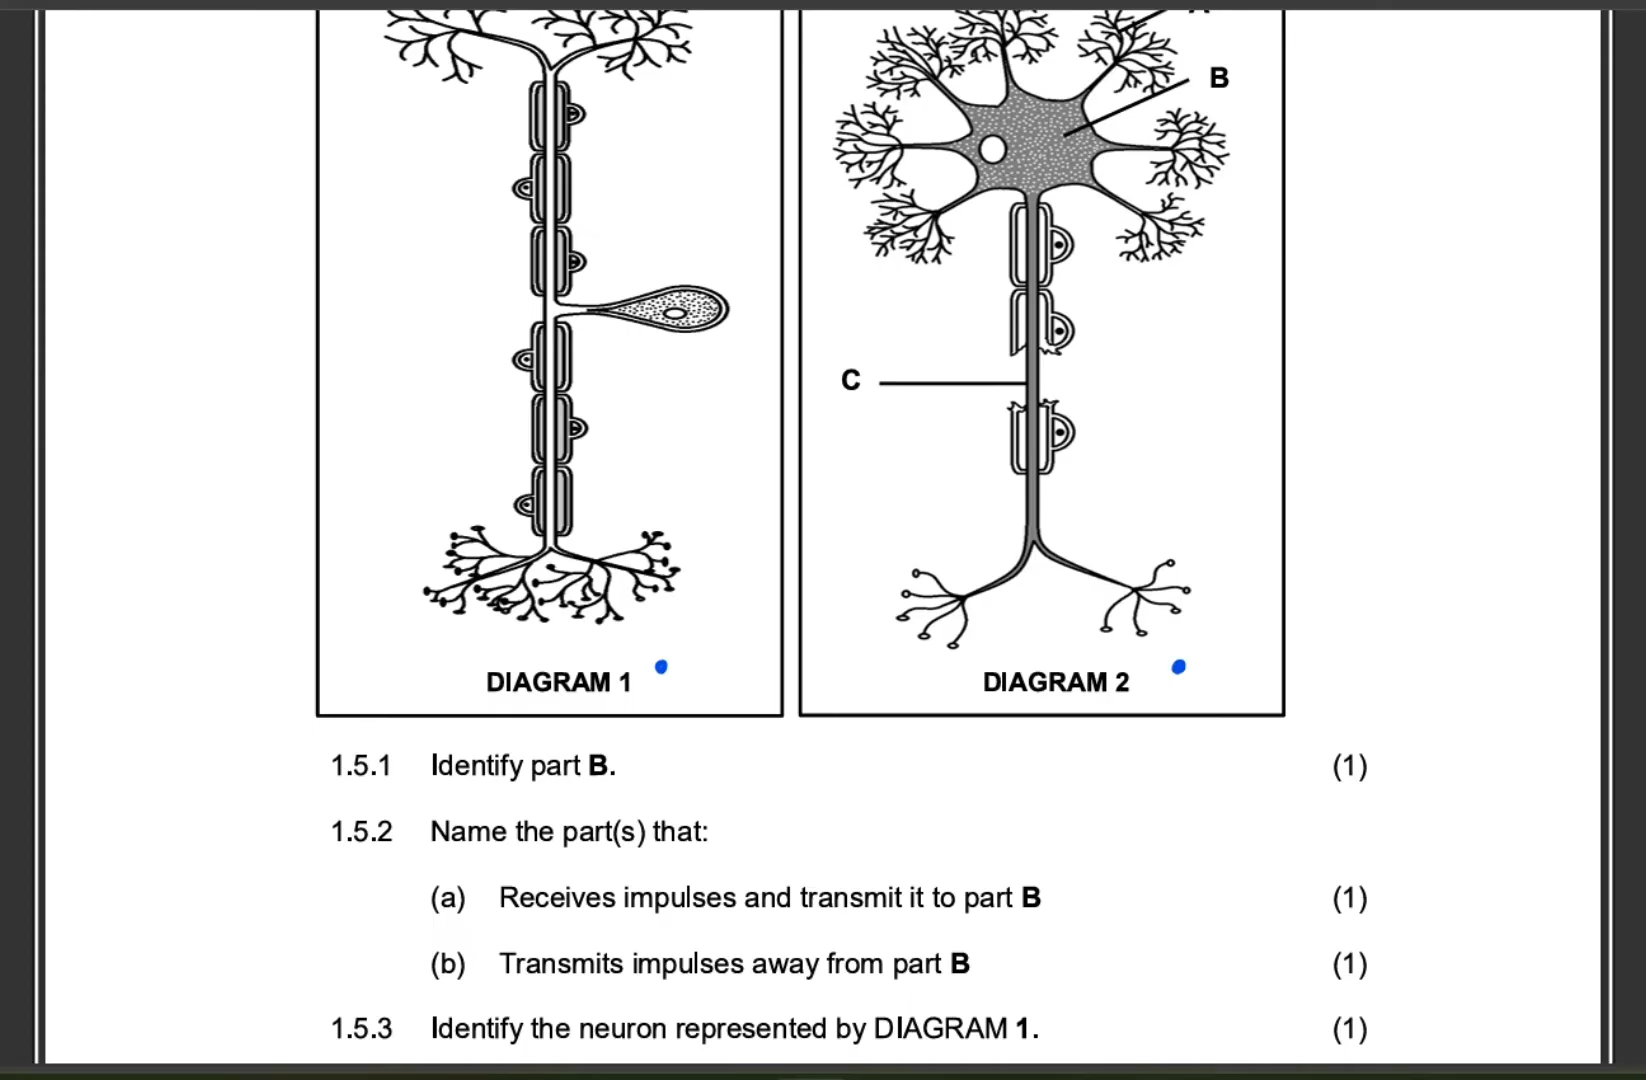 B
C
DIAGRAM 1
DIAGRAM 2
1.5.1 Identify part B. (1)
1.5.2 Name the part(s) that:
(a) Receives impulses and transmit it to part B (1)
(b) Transmits impulses away from part B (1)
1.5.3 Identify the neuron represented by DIAGRAM 1. (1)